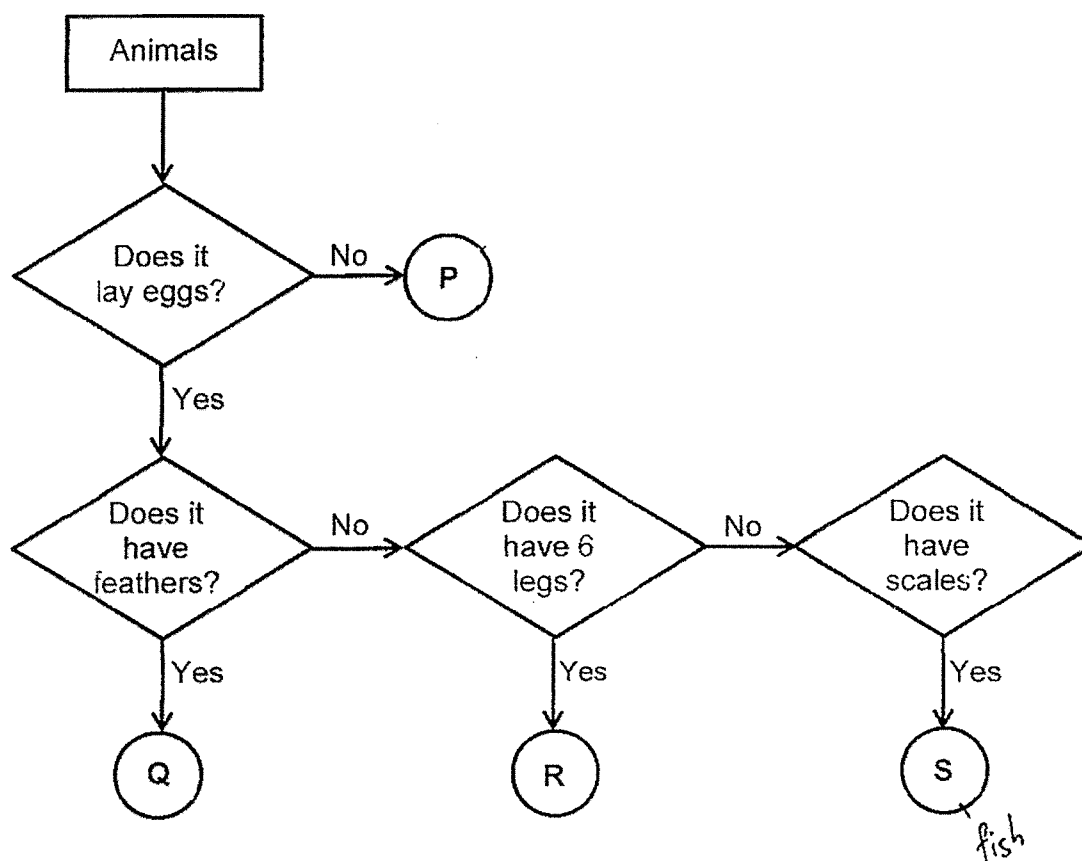 Animals
Does it
lay eggs?
No
P
Yes
Does it
have
feathers?
No
Does it
have 6
legs?
No
Does it
have
scales?
Yes
Yes
Yes
Q
R
S
fish